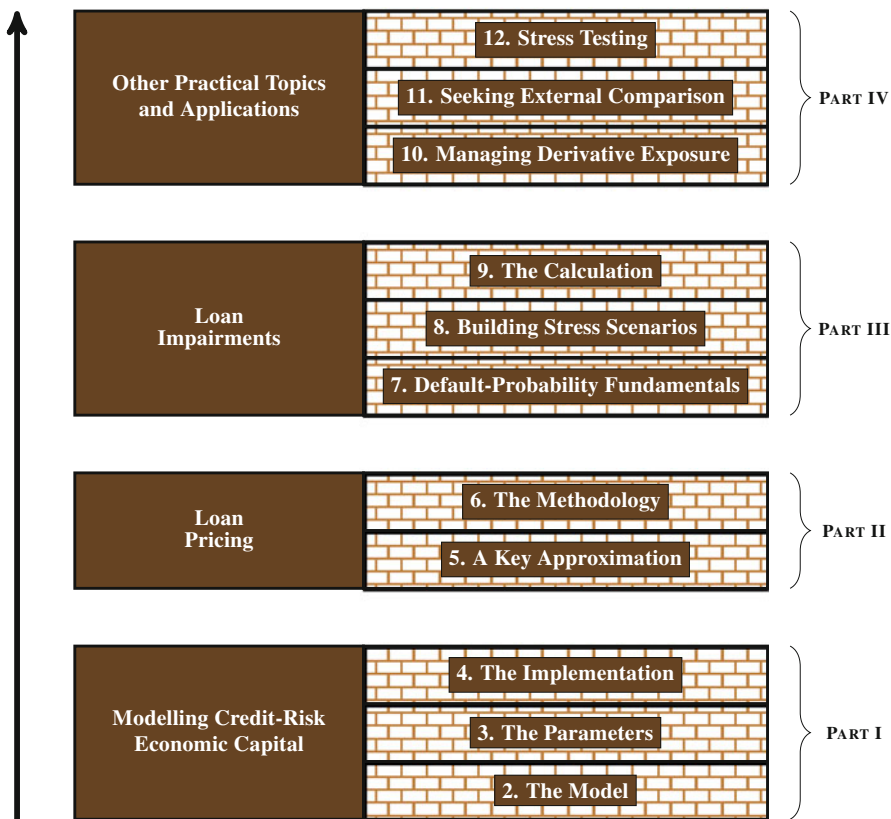 Other Practical Topics
and Applications
12. Stress Testing
11. Seeking External Comparison
10. Managing Derivative Exposure
PART IV
Loan
Impairments
9. The Calculation
8. Building Stress Scenarios
7. Default-Probability Fundamentals
PART III
Loan
Pricing
6. The Methodology
5. A Key Approximation
PART II
Modelling Credit-Risk
Economic Capital
4. The Implementation
3. The Parameters
2. The Model
PART I